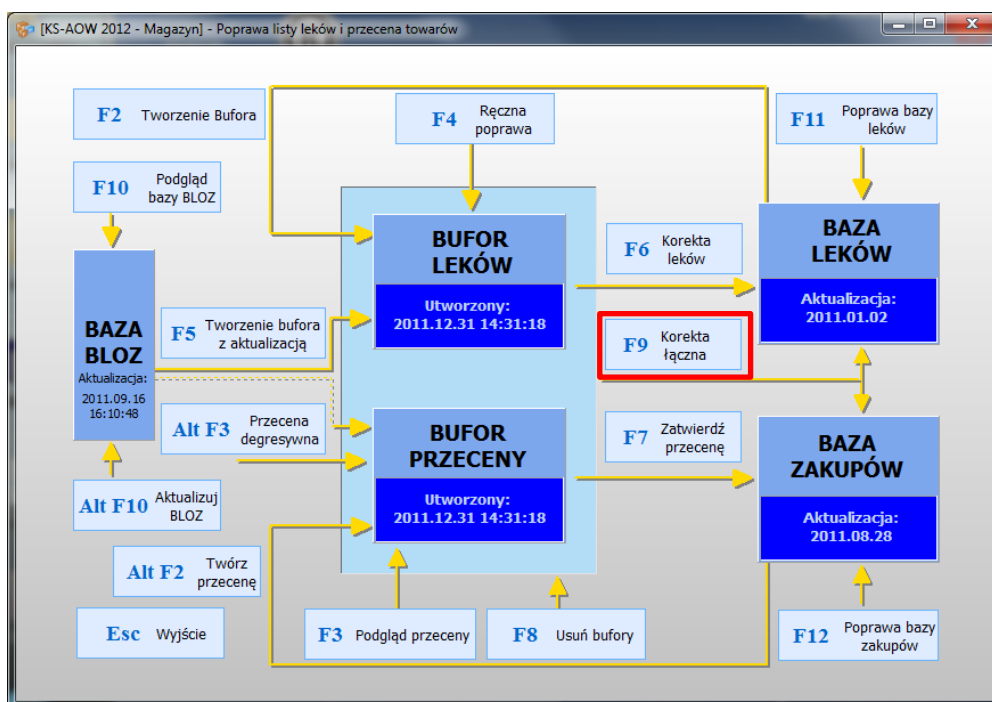 [KS-AOW 2012 - Magazyn] - Poprawa listy leków i przecena towarów
F2 Tworzenie Bufora
F4 Ręczna
poprawa
F11 Poprawa bazy
leków
F10 Podgląd
bazy BLOZ
BUFOR
LEKÓW
Utworzony:
2011.12.31 14:31:18
F6 Korekta
leków
BAZA
LEKÓW
Aktualizacja:
2011.01.02
BAZA
BLOZ
Aktualizacja:
2011.09.16
16:10:48
F5 Tworzenie bufora
z aktualizacją
F9 Korekta
łączna
Alt F3 Przecena
degresywna
BUFOR
PRZECENY
Utworzony:
2011.12.31 14:31:18
F7 Zatwierdź
przecenę
BAZA
ZAKUPÓW
Aktualizacja:
2011.08.28
Alt F10 Aktualizuj
BLOZ
Alt F2 Twórz
przecenę
Esc Wyjście
F3 Podgląd przeceny
F8 Usuń bufory
F12 Poprawa bazy
zakupów